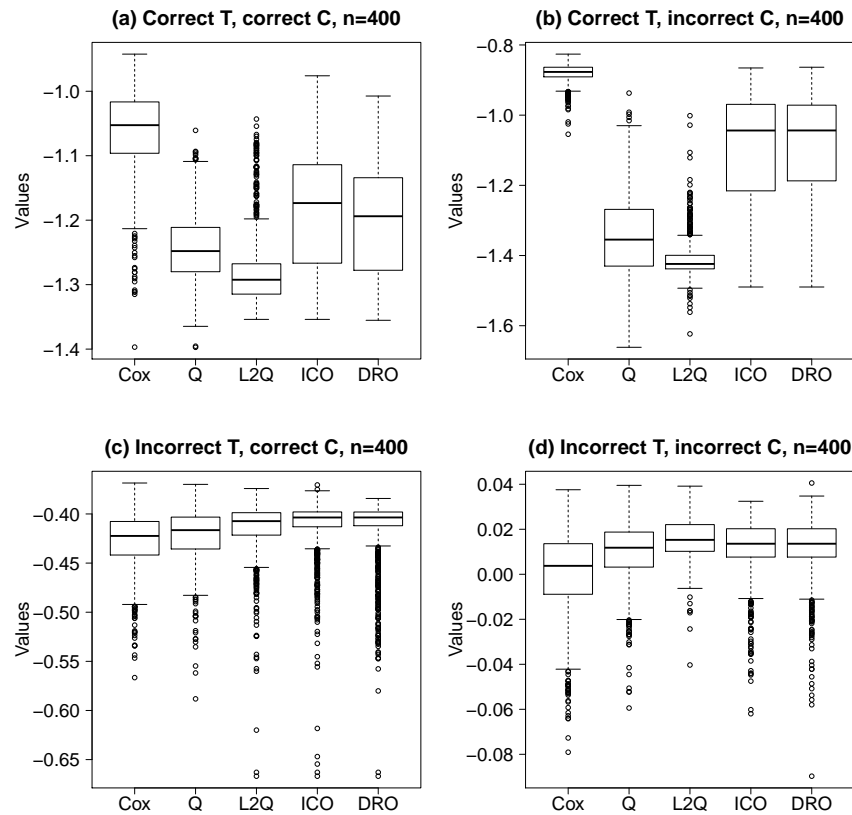 (a) Correct T, correct C, n=400
Values
−1.0
−1.1
−1.2
−1.3
−1.4
Cox Q L2Q ICO DRO
(b) Correct T, incorrect C, n=400
Values
−0.8
−1.0
−1.2
−1.4
−1.6
Cox Q L2Q ICO DRO
(c) Incorrect T, correct C, n=400
Values
−0.40
−0.45
−0.50
−0.55
−0.60
−0.65
Cox Q L2Q ICO DRO
(d) Incorrect T, incorrect C, n=400
Values
0.04
0.02
0.00
−0.02
−0.04
−0.06
−0.08
Cox Q L2Q ICO DRO